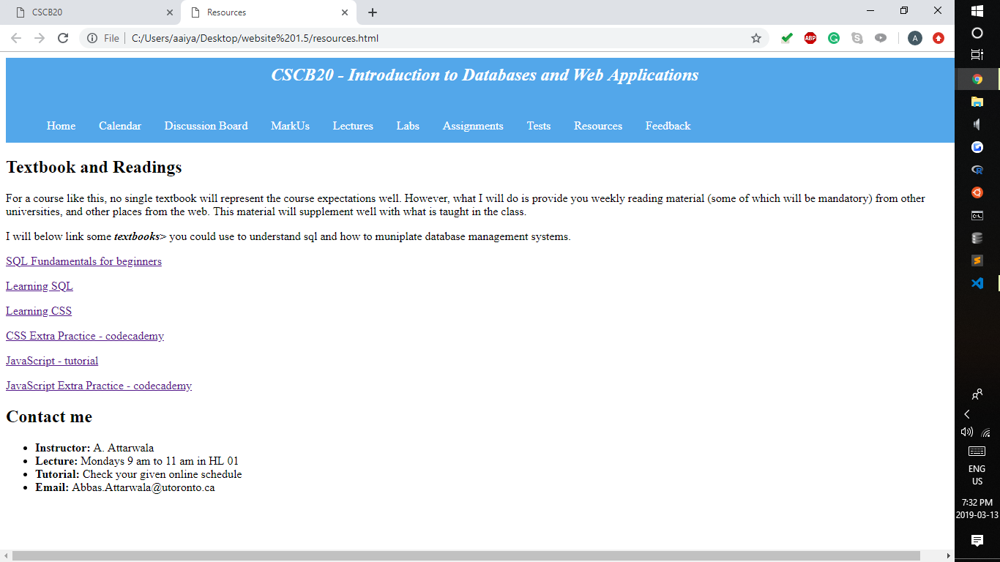 CSCB20
Resources
File
C:/Users/aaiya/Desktop/website%201.5/resources.html
ABP
A
CSCB20 - Introduction to Databases and Web Applications
Home Calendar Discussion Board MarkUs Lectures Labs Assignments Tests Resources Feedback
Textbook and Readings
For a course like this, no single textbook will represent the course expectations well. However, what I will do is provide you weekly reading material (some of which will be mandatory) from other
universities, and other places from the web. This material will supplement well with what is taught in the class.
I will below link some textbooks> you could use to understand sql and how to muniplate database management systems.
SQL Fundamentals for beginners
Learning SQL
Learning CSS
CSS Extra Practice - codecademy
JavaScript - tutorial
JavaScript Extra Practice - codecademy
Contact me
• Instructor: A. Attarwala
• Lecture: Mondays 9 am to 11 am in HL 01
• Tutorial: Check your given online schedule
• Email: Abbas.Attarwala@utoronto.ca
ENG
US
7:32 PM
2019-03-13